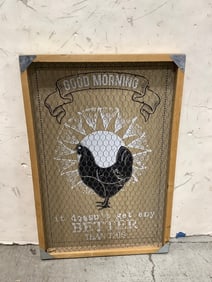 GOOD MORNING
it doesn't get any
BETTER
THAN THIS